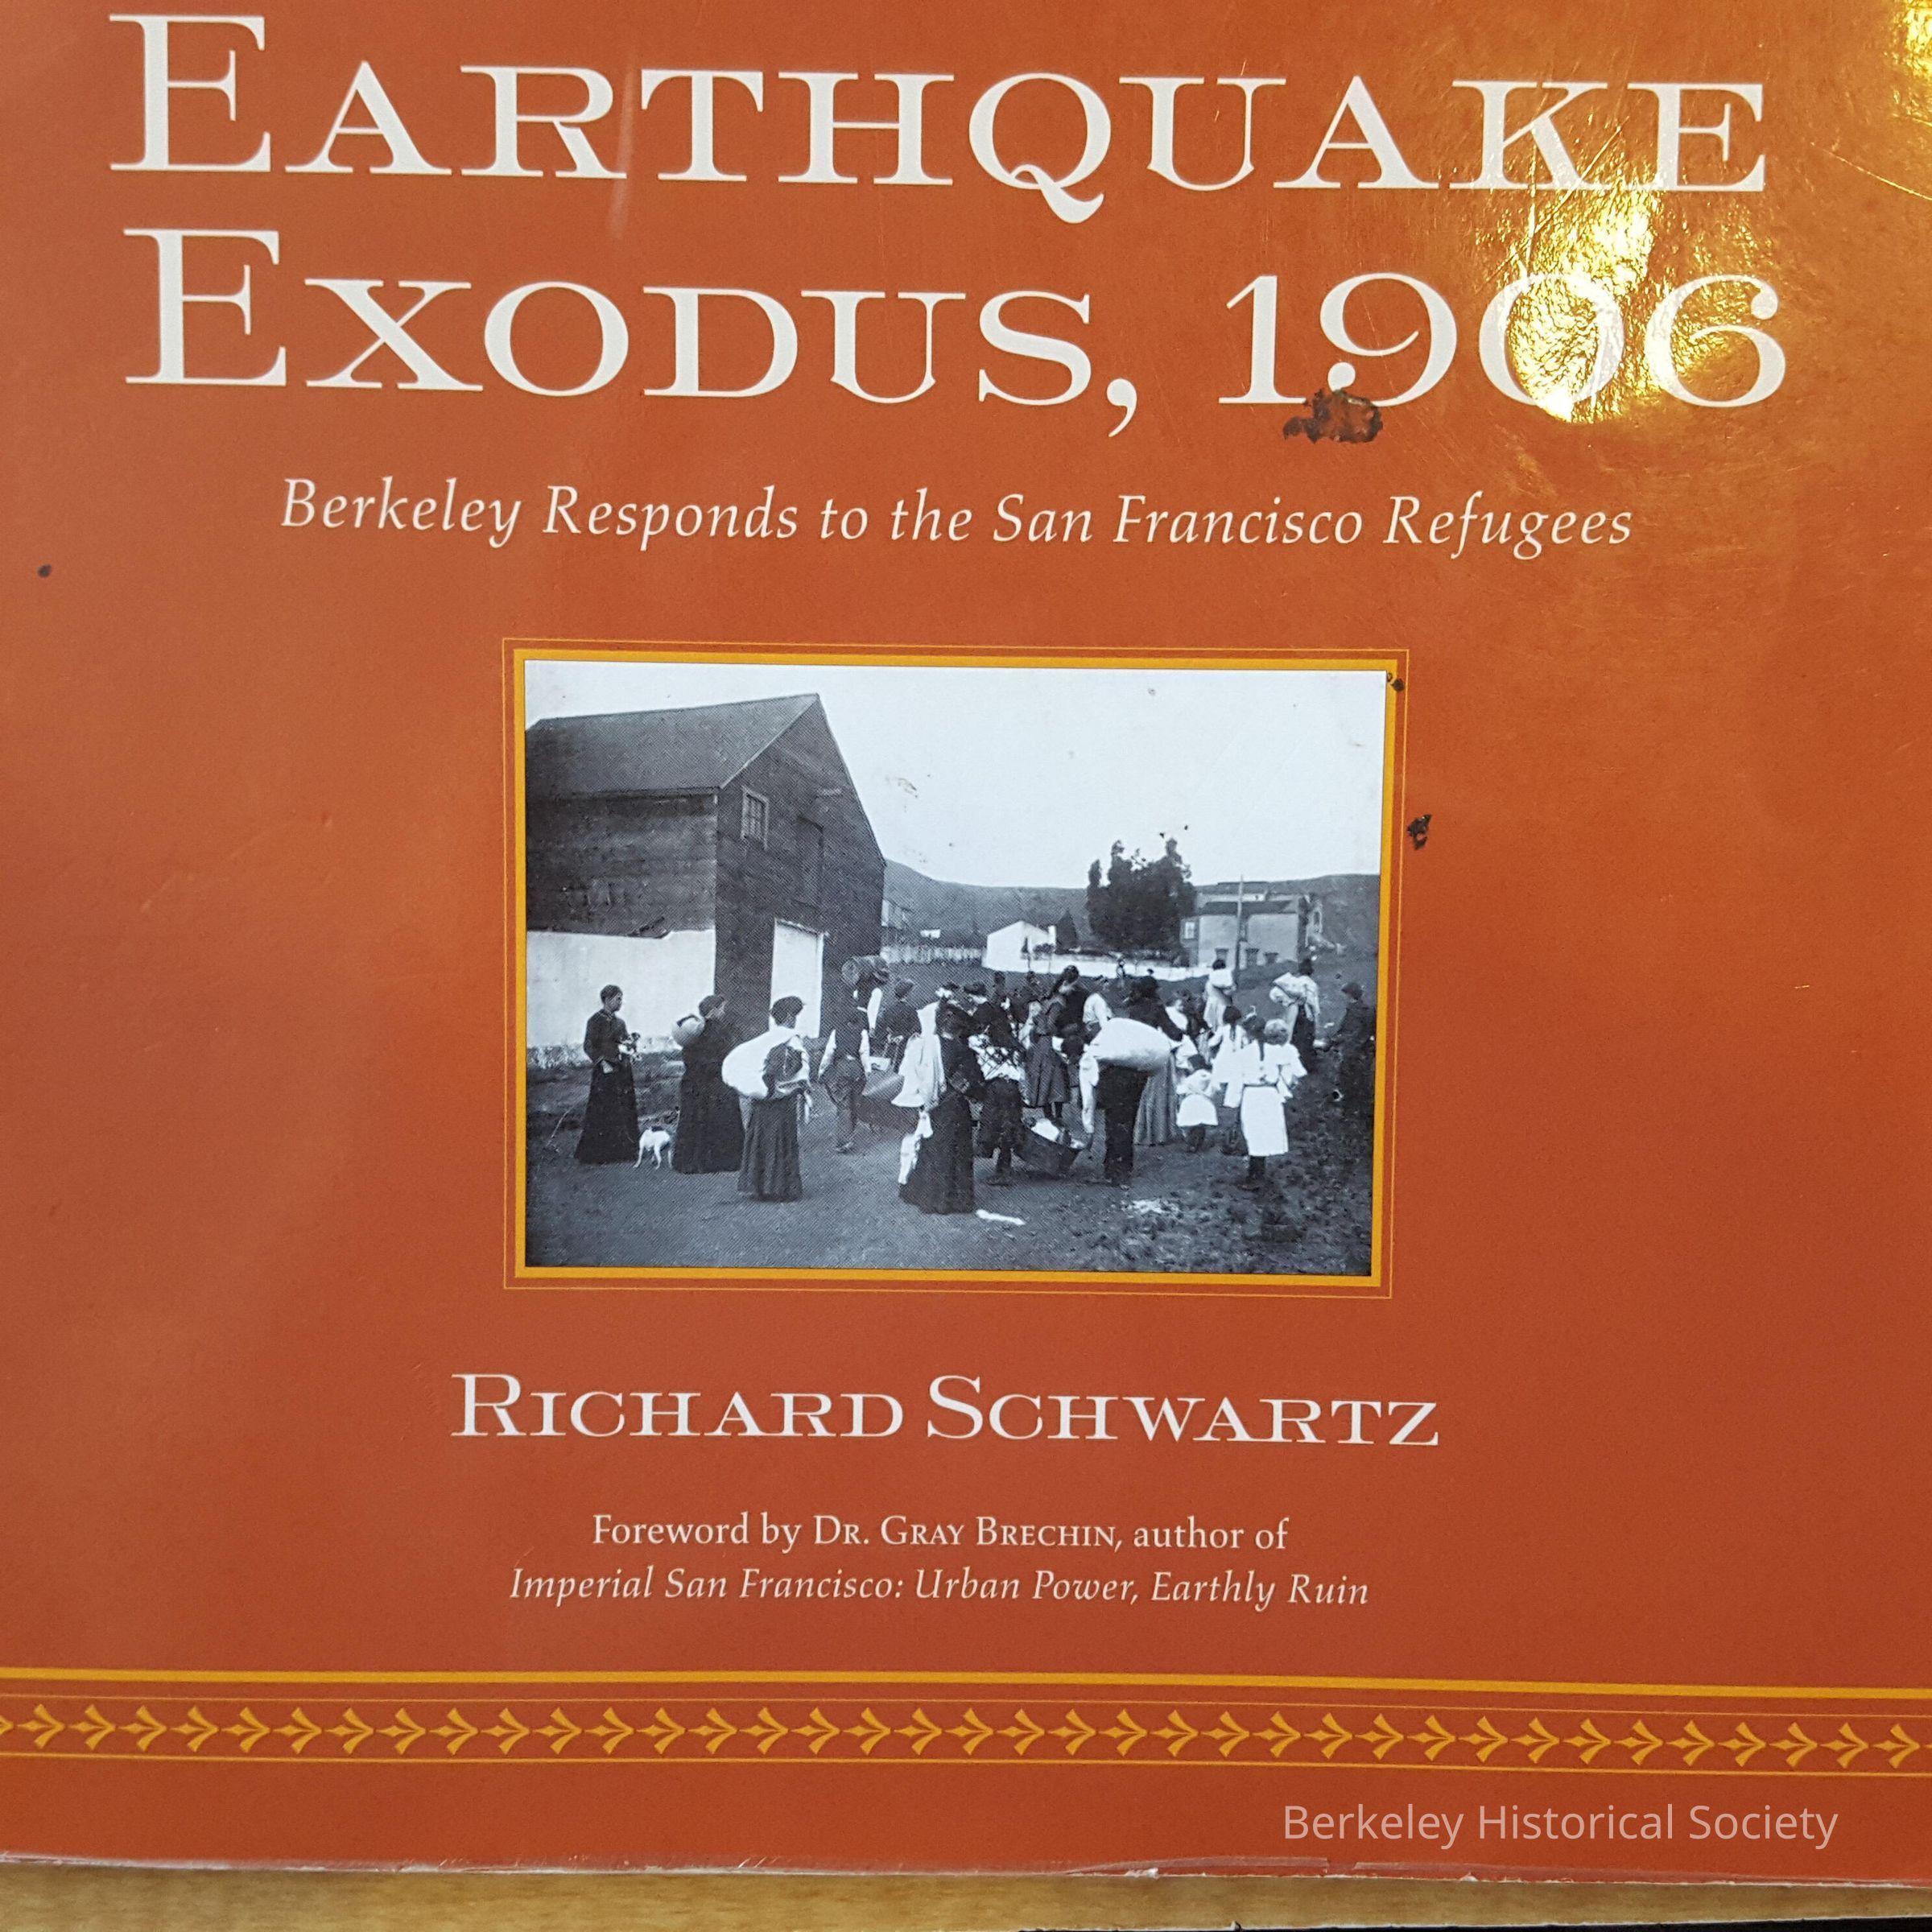 EARTHQUAKE
EXODUS, 1906
Berkeley Responds to the San Francisco Refugees
RICHARD SCHWARTZ
Foreword by DR. GRAY BRECHIN, author of
Imperial San Francisco: Urban Power, Earthly Ruin
Berkeley Historical Society